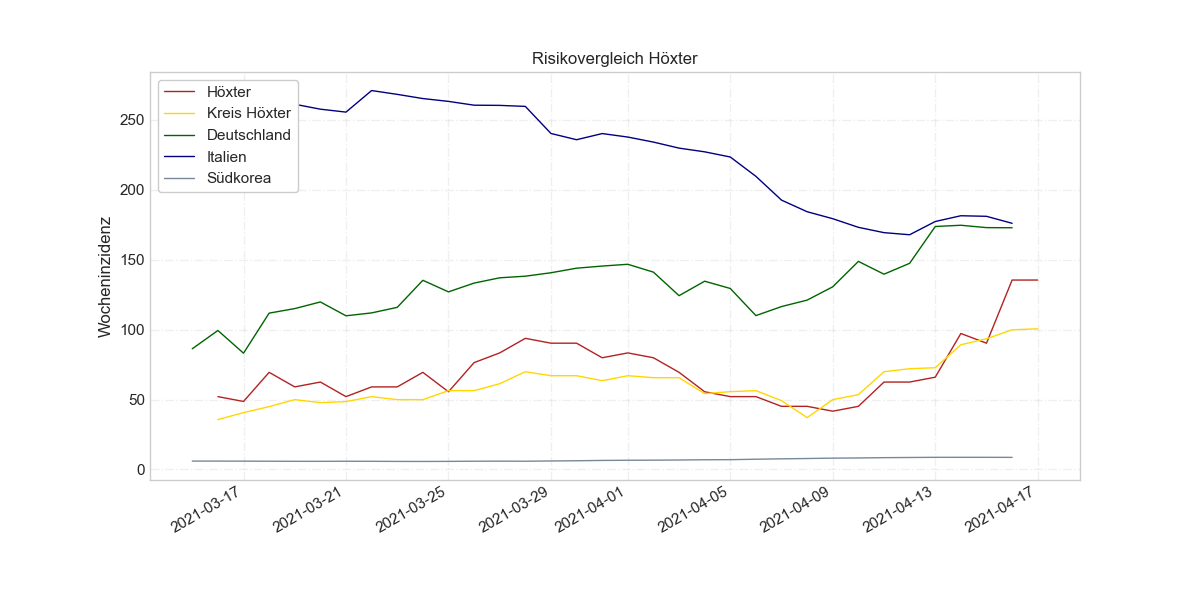 Risikovergleich Höxter
Höxter
Kreis Höxter
Deutschland
Italien
Südkorea
Wocheninzidenz
250
200
150
100
50
0
2021-03-17
2021-03-21
2021-03-25
2021-03-29
2021-04-01
2021-04-05
2021-04-09
2021-04-13
2021-04-17